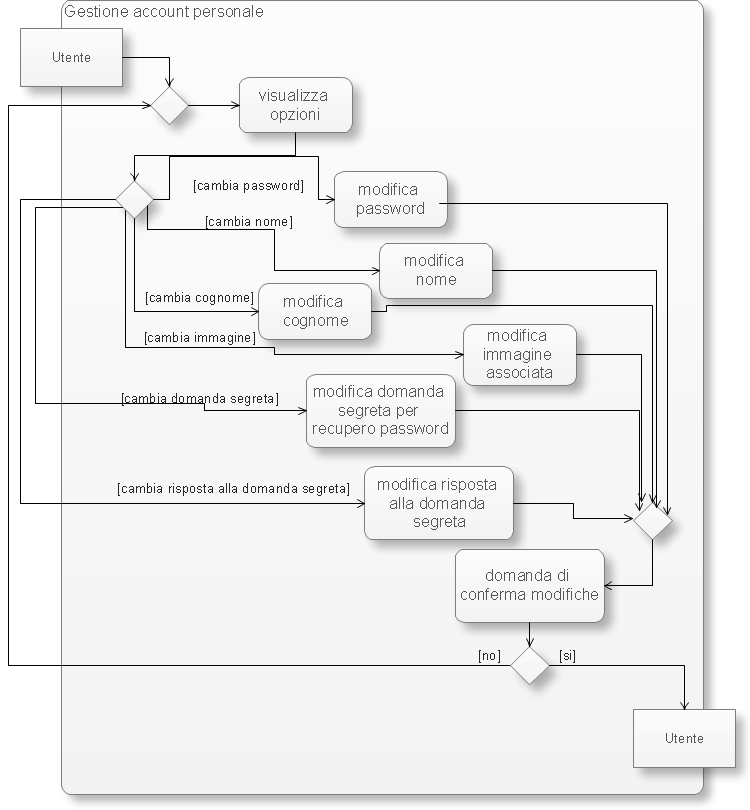 Gestione account personale
Utente
visualizza
opzioni
[cambia password]
modifica
password
[cambia nome]
modifica
nome
[cambia cognome]
modifica
cognome
[cambia immagine]
modifica
immagine
associata
[cambia domanda segreta]
modifica domanda
segreta per
recupero password
[cambia risposta alla domanda segreta]
modifica risposta
alla domanda
segreta
domanda di
conferma modifiche
[no]
[si]
Utente